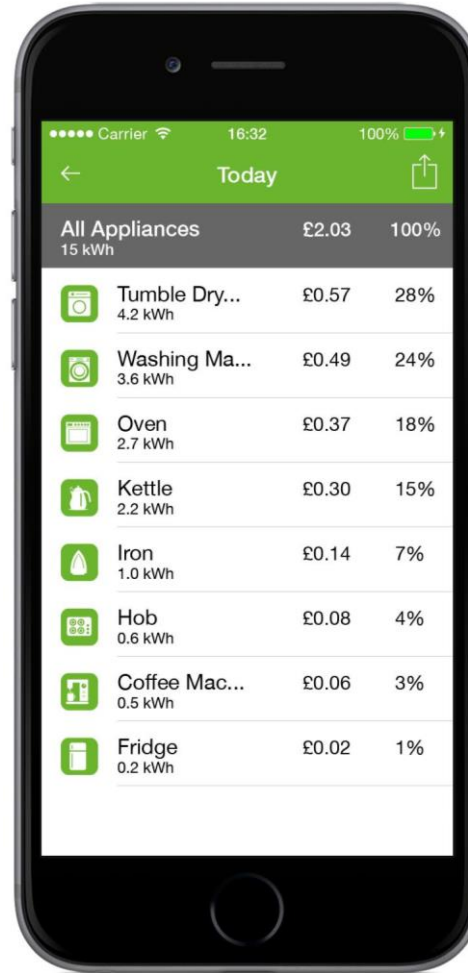 Carrier 16:32 100%
Today
All Appliances £2.03 100%
15 kWh
Tumble Dry... £0.57 28%
4.2 kWh
Washing Ma... £0.49 24%
3.6 kWh
Oven £0.37 18%
2.7 kWh
Kettle £0.30 15%
2.2 kWh
Iron £0.14 7%
1.0 kWh
Hob £0.08 4%
0.6 kWh
Coffee Mac... £0.06 3%
0.5 kWh
Fridge £0.02 1%
0.2 kWh